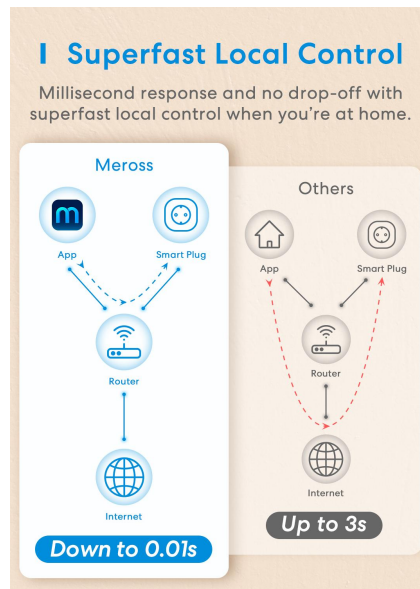 Superfast Local Control
Millisecond response and no drop-off with
superfast local control when you're at home.
Meross
m
App
Smart Plug
Router
Internet
Down to 0.01s
Others
App
Smart Plug
Router
Internet
Up to 3s